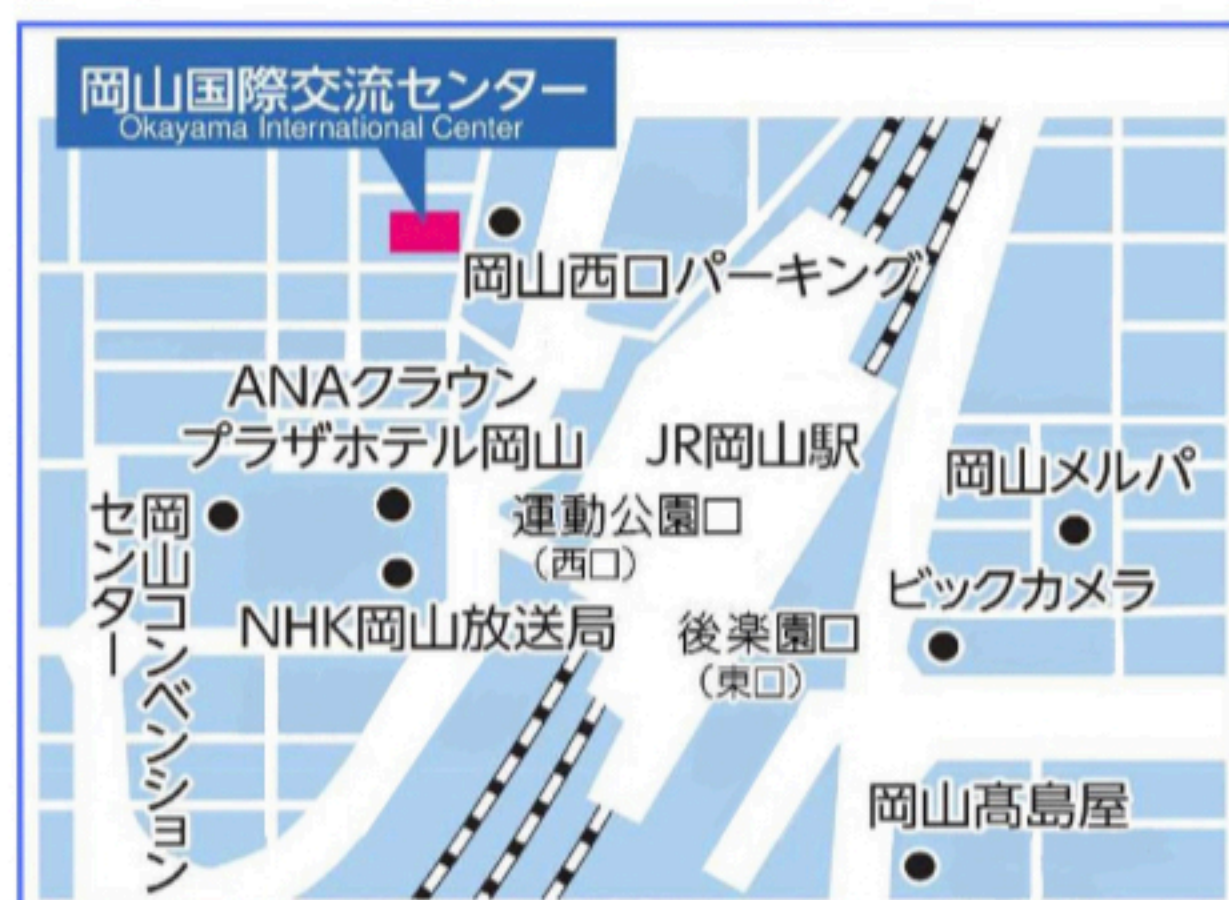 岡山国際交流センター
Okayama International Center
岡山西口パーキング
ANAクラウン
プラザホテル岡山
JR岡山駅
岡山メルパ
岡山コンベンション
センター
運動公園口
（西口）
ビックカメラ
NHK岡山放送局
後楽園口
（東口）
岡山髙島屋